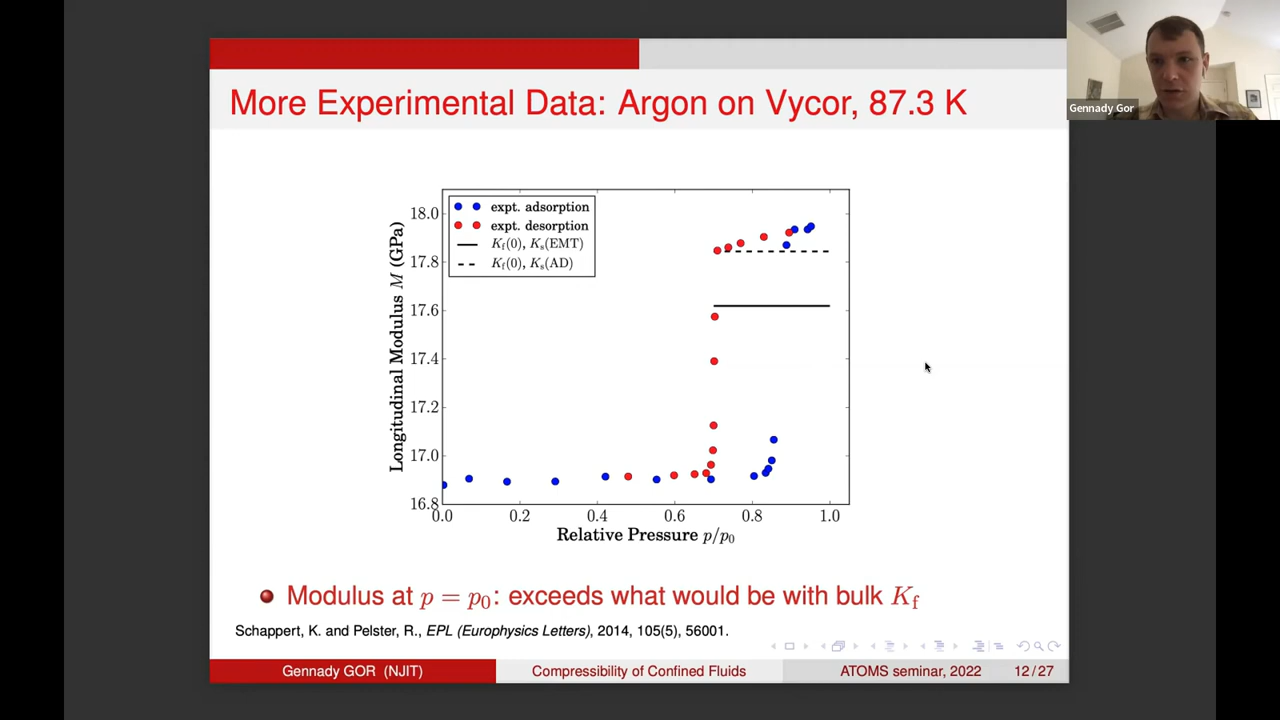 More Experimental Data: Argon on Vycor, 87.3 K
Gennady Gor
expt. adsorption
expt. desorption
K_f(0), K_s(EMT)
K_f(0), K_s(AD)
Longitudinal Modulus M (GPa)
18.0
17.8
17.6
17.4
17.2
17.0
16.8
0.0 0.2 0.4 0.6 0.8 1.0
Relative Pressure p/p₀
Modulus at p = p₀: exceeds what would be with bulk K_f
Schappert, K. and Pelster, R., EPL (Europhysics Letters), 2014, 105(5), 56001.
Gennady GOR (NJIT) Compressibility of Confined Fluids ATOMS seminar, 2022 12/27